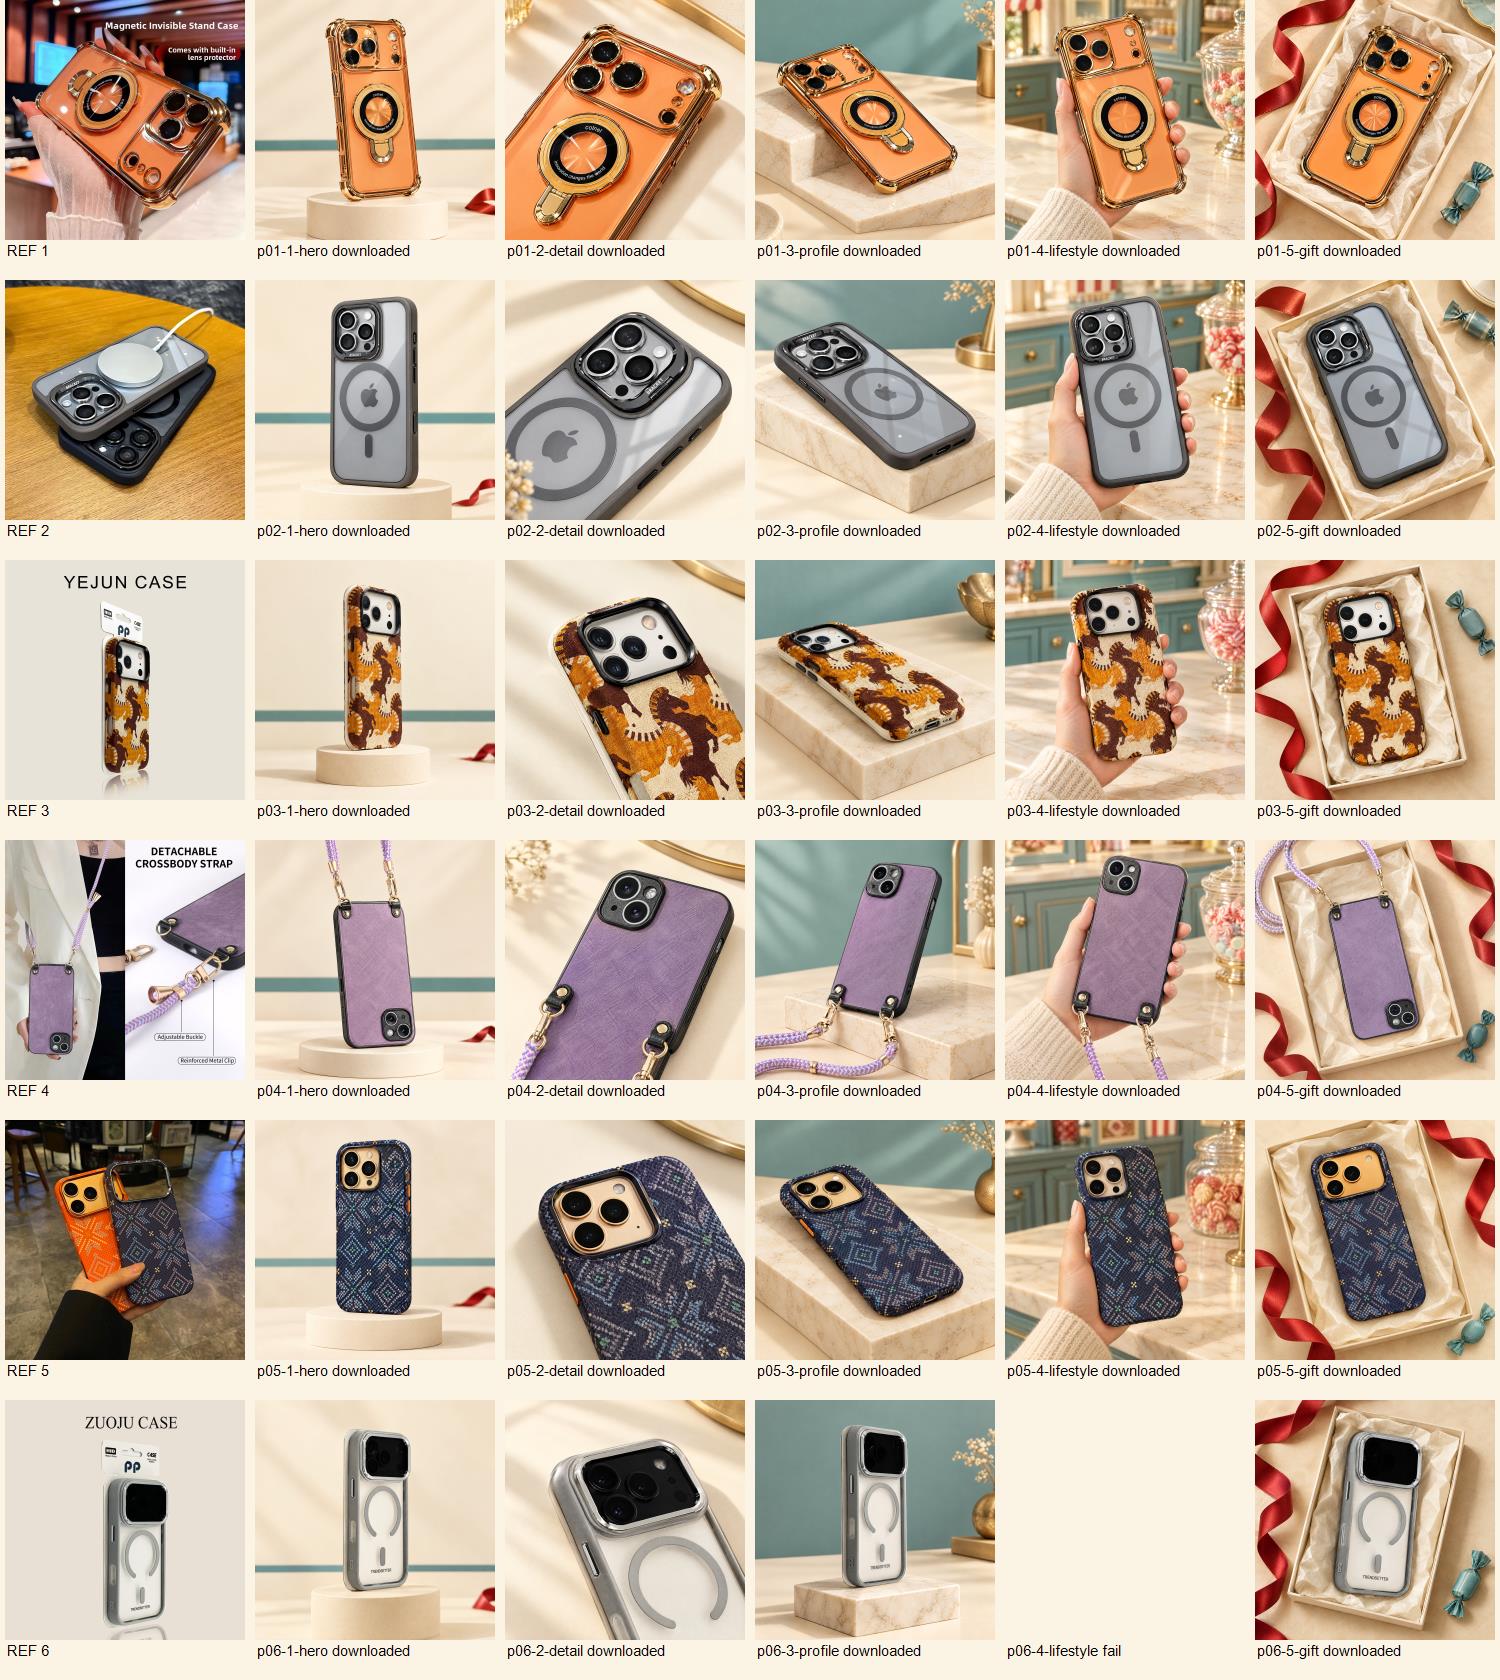 Magnetic Invisible Stand Case
Comes with built-in
lens protector
REF 1
p01-1-hero downloaded
p01-2-detail downloaded
p01-3-profile downloaded
p01-4-lifestyle downloaded
p01-5-gift downloaded
REF 2
p02-1-hero downloaded
p02-2-detail downloaded
p02-3-profile downloaded
p02-4-lifestyle downloaded
p02-5-gift downloaded
YEJUN CASE
PP
REF 3
p03-1-hero downloaded
p03-2-detail downloaded
p03-3-profile downloaded
p03-4-lifestyle downloaded
p03-5-gift downloaded
DETACHABLE
CROSSBODY STRAP
Adjustable Buckle
Reinforced Metal Clip
REF 4
p04-1-hero downloaded
p04-2-detail downloaded
p04-3-profile downloaded
p04-4-lifestyle downloaded
p04-5-gift downloaded
REF 5
p05-1-hero downloaded
p05-2-detail downloaded
p05-3-profile downloaded
p05-4-lifestyle downloaded
p05-5-gift downloaded
ZUOJU CASE
CASE
PP
TRENDSETTER
TRENDSETTER
TRENDSETTER
TRENDSETTER
REF 6
p06-1-hero downloaded
p06-2-detail downloaded
p06-3-profile downloaded
p06-4-lifestyle fail
p06-5-gift downloaded